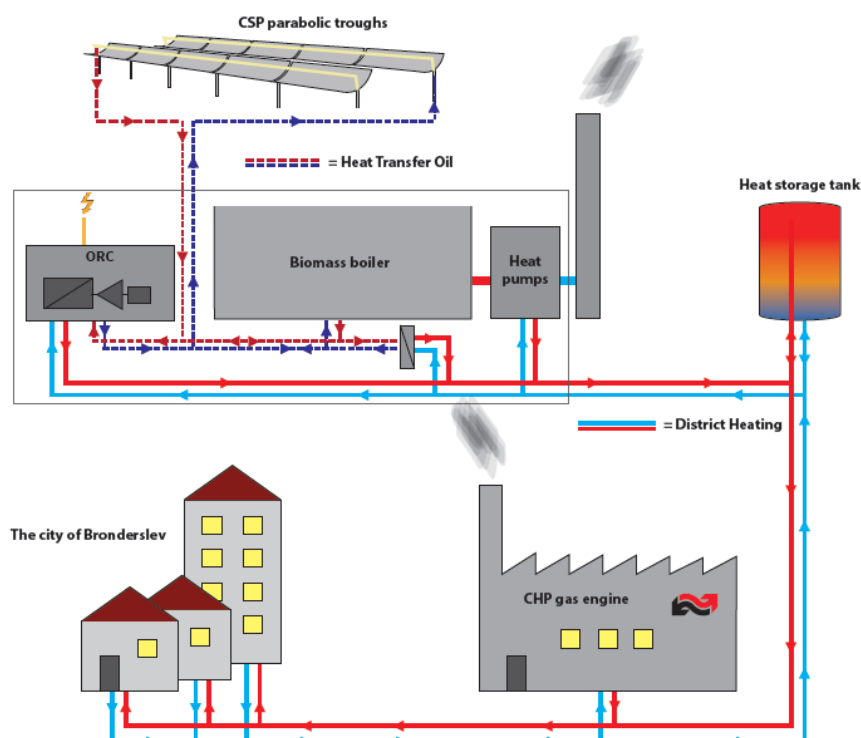 CSP parabolic troughs
= Heat Transfer Oil
Heat storage tank
ORC
Biomass boiler
Heat
pumps
= District Heating
The city of Bronderslev
CHP gas engine